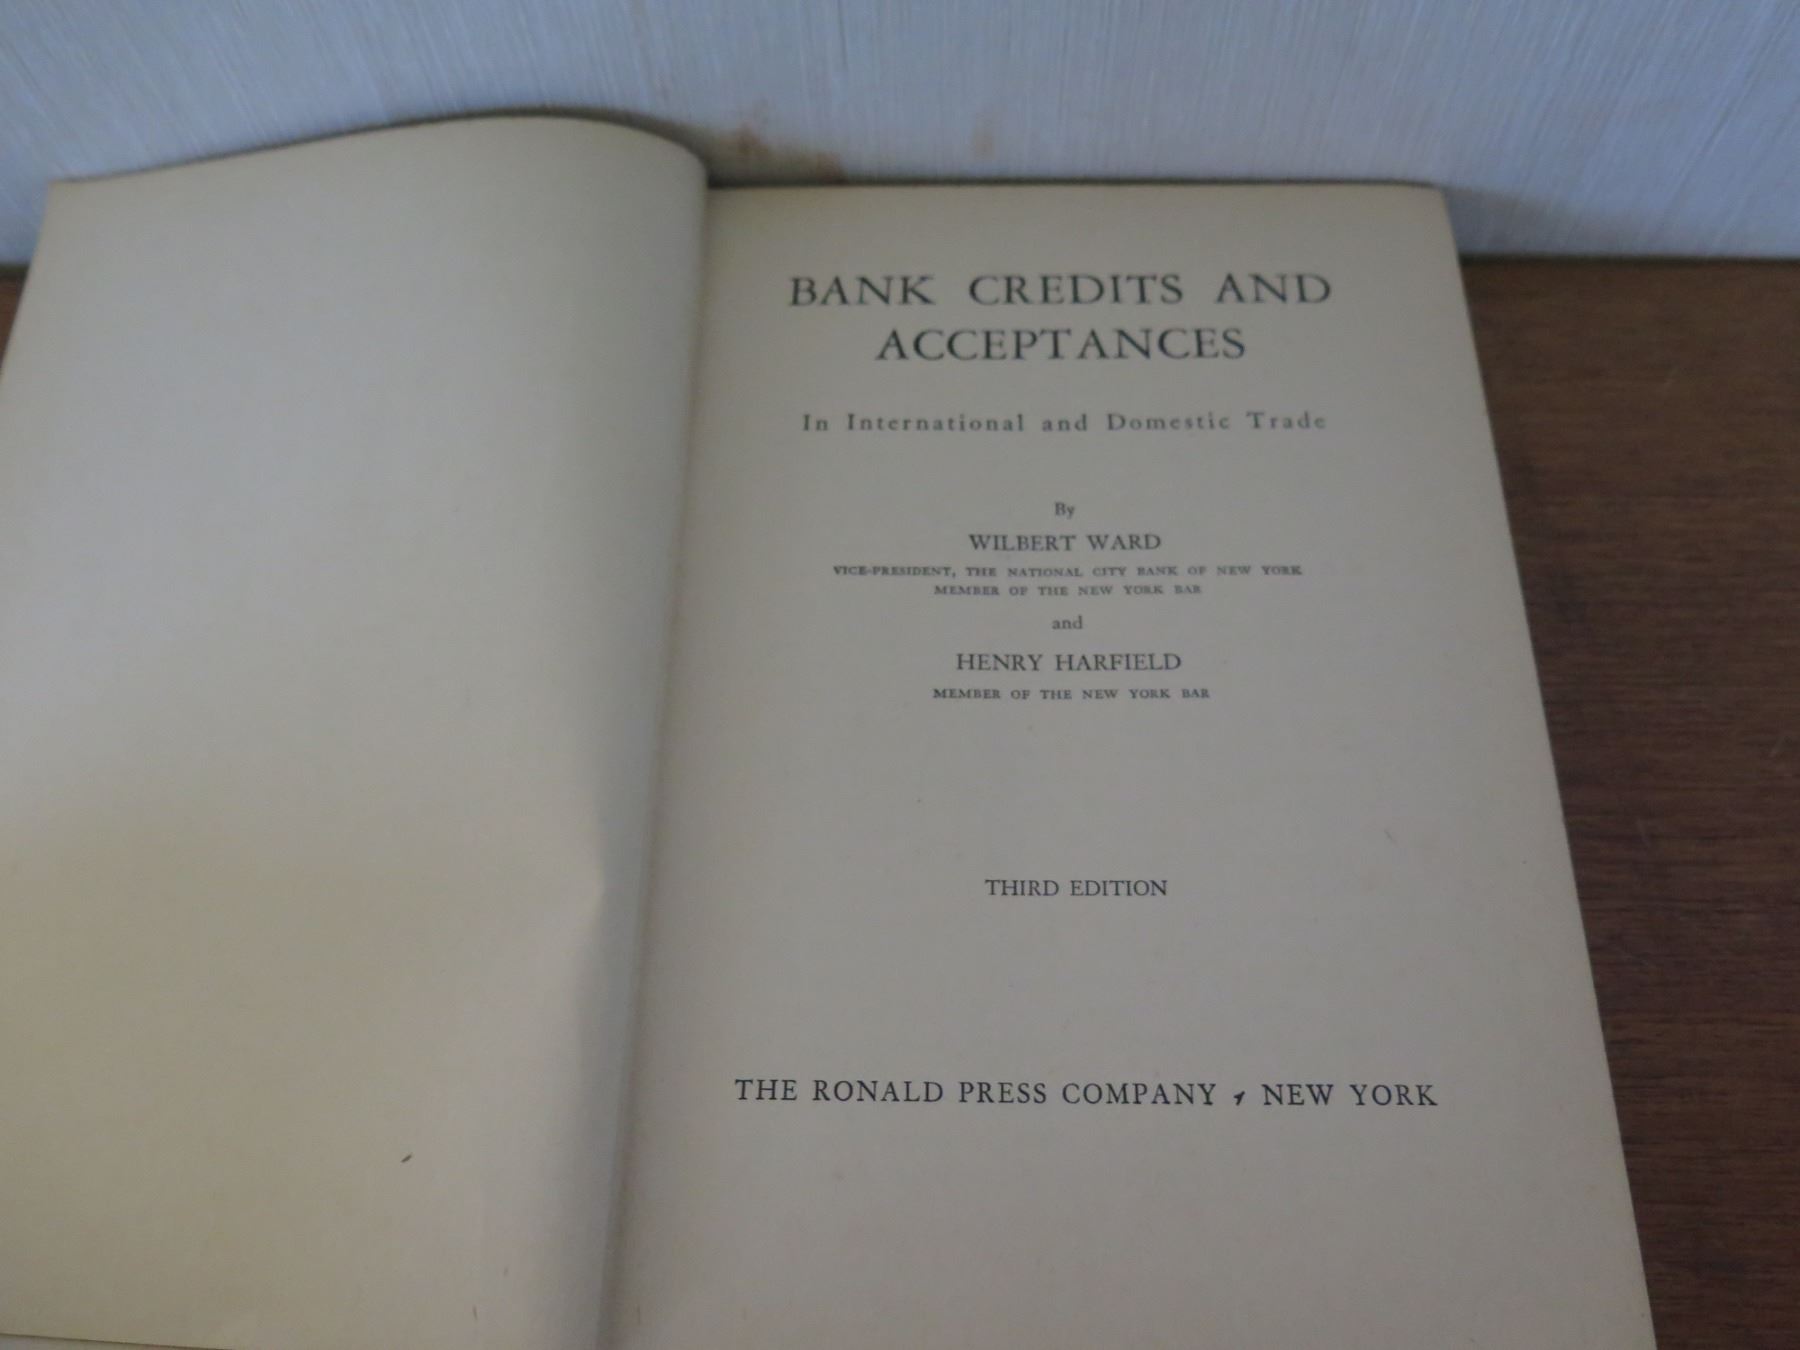 BANK CREDITS AND
ACCEPTANCES
In International and Domestic Trade
By
WILBERT WARD
VICE-PRESIDENT, THE NATIONAL CITY BANK OF NEW YORK
MEMBER OF THE NEW YORK BAR
and
HENRY HARFIELD
MEMBER OF THE NEW YORK BAR
THIRD EDITION
THE RONALD PRESS COMPANY , NEW YORK